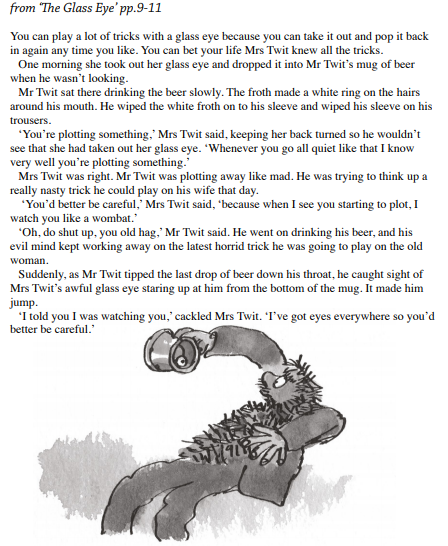 from ‘The Glass Eye’ pp.9-11
You can play a lot of tricks with a glass eye because you can take it out and pop it back
in again any time you like. You can bet your life Mrs Twit knew all the tricks.
One morning she took out her glass eye and dropped it into Mr Twit’s mug of beer
when he wasn’t looking.
Mr Twit sat there drinking the beer slowly. The froth made a white ring on the hairs
around his mouth. He wiped the white froth on to his sleeve and wiped his sleeve on his
trousers.
‘You’re plotting something,’ Mrs Twit said, keeping her back turned so he wouldn’t
see that she had taken out her glass eye. ‘Whenever you go all quiet like that I know
very well you’re plotting something.’
Mrs Twit was right. Mr Twit was plotting away like mad. He was trying to think up a
really nasty trick he could play on his wife that day.
‘You’d better be careful,’ Mrs Twit said, ‘because when I see you starting to plot, I
watch you like a wombat.’
‘Oh, do shut up, you old hag,’ Mr Twit said. He went on drinking his beer, and his
evil mind kept working away on the latest horrid trick he was going to play on the old
woman.
Suddenly, as Mr Twit tipped the last drop of beer down his throat, he caught sight of
Mrs Twit’s awful glass eye staring up at him from the bottom of the mug. It made him
jump.
‘I told you I was watching you,’ cackled Mrs Twit. ‘I’ve got eyes everywhere so you’d
better be careful.’